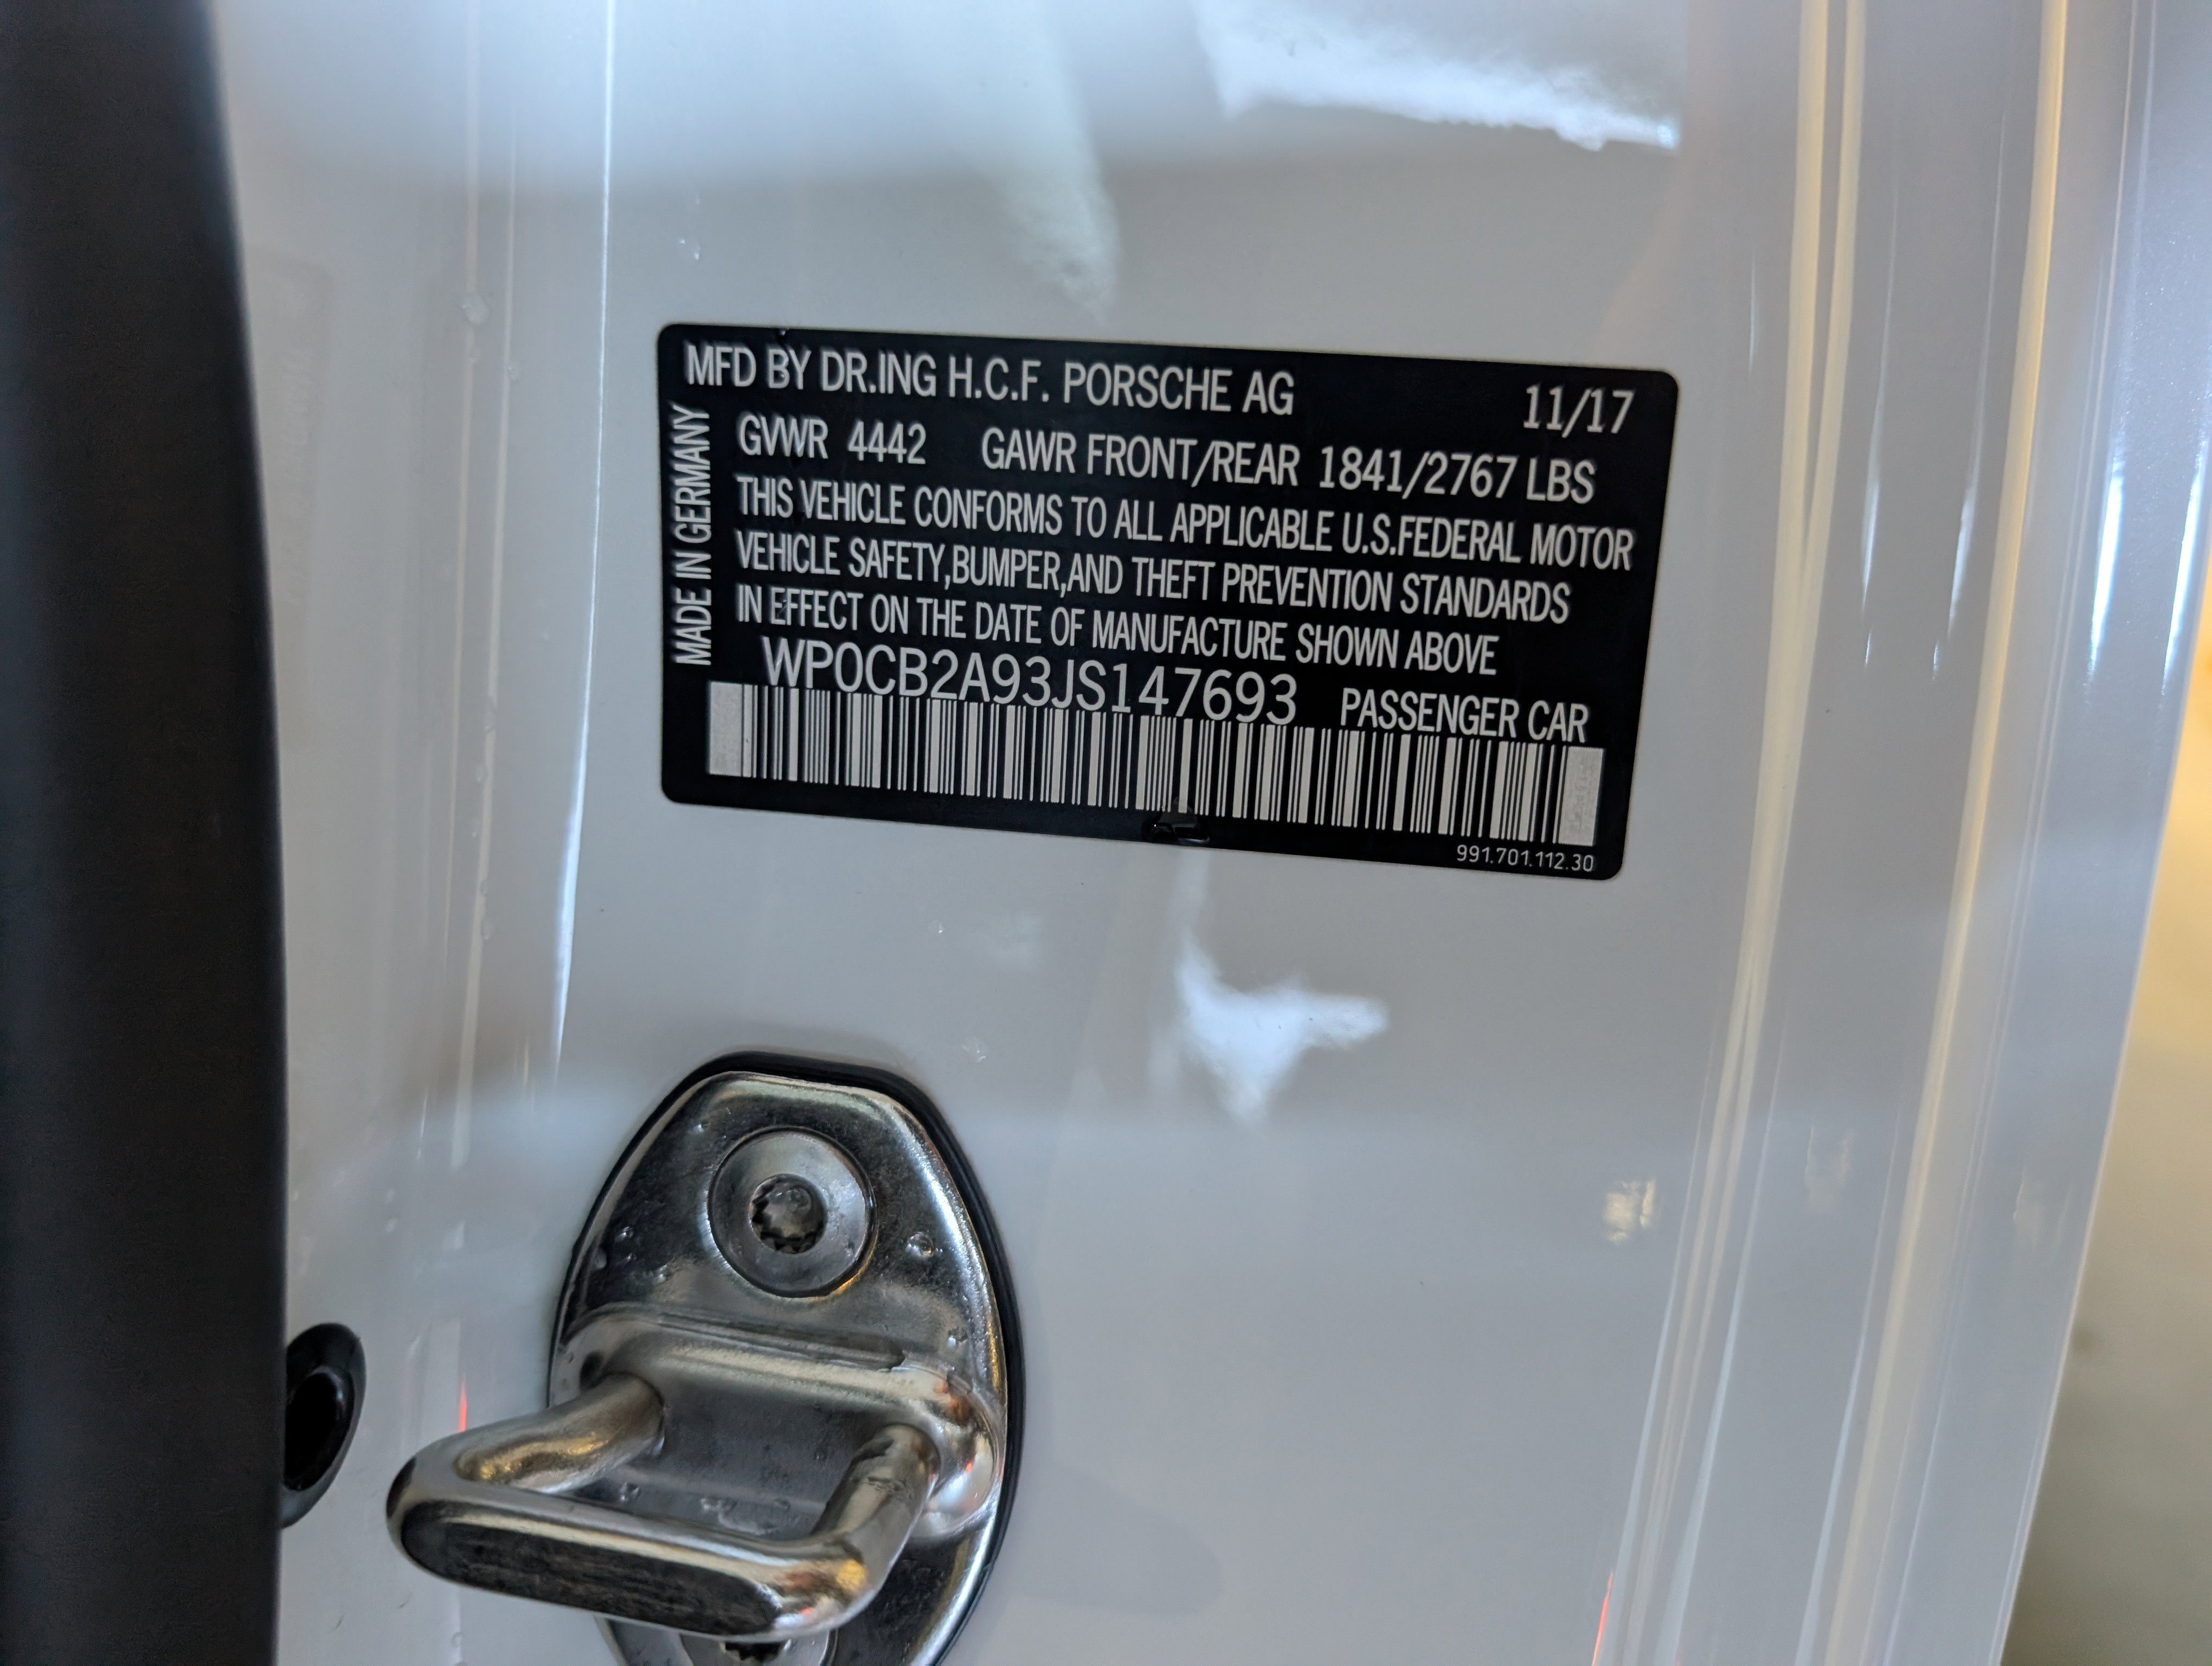 MFD BY DR.ING H.C.F. PORSCHE AG 11/17
GVWR 4442 GAWR FRONT/REAR 1841/2767 LBS
THIS VEHICLE CONFORMS TO ALL APPLICABLE U.S.FEDERAL MOTOR
VEHICLE SAFETY,BUMPER,AND THEFT PREVENTION STANDARDS
IN EFFECT ON THE DATE OF MANUFACTURE SHOWN ABOVE
WP0CB2A93JS147693 PASSENGER CAR
991.701.112.30
MADE IN GERMANY